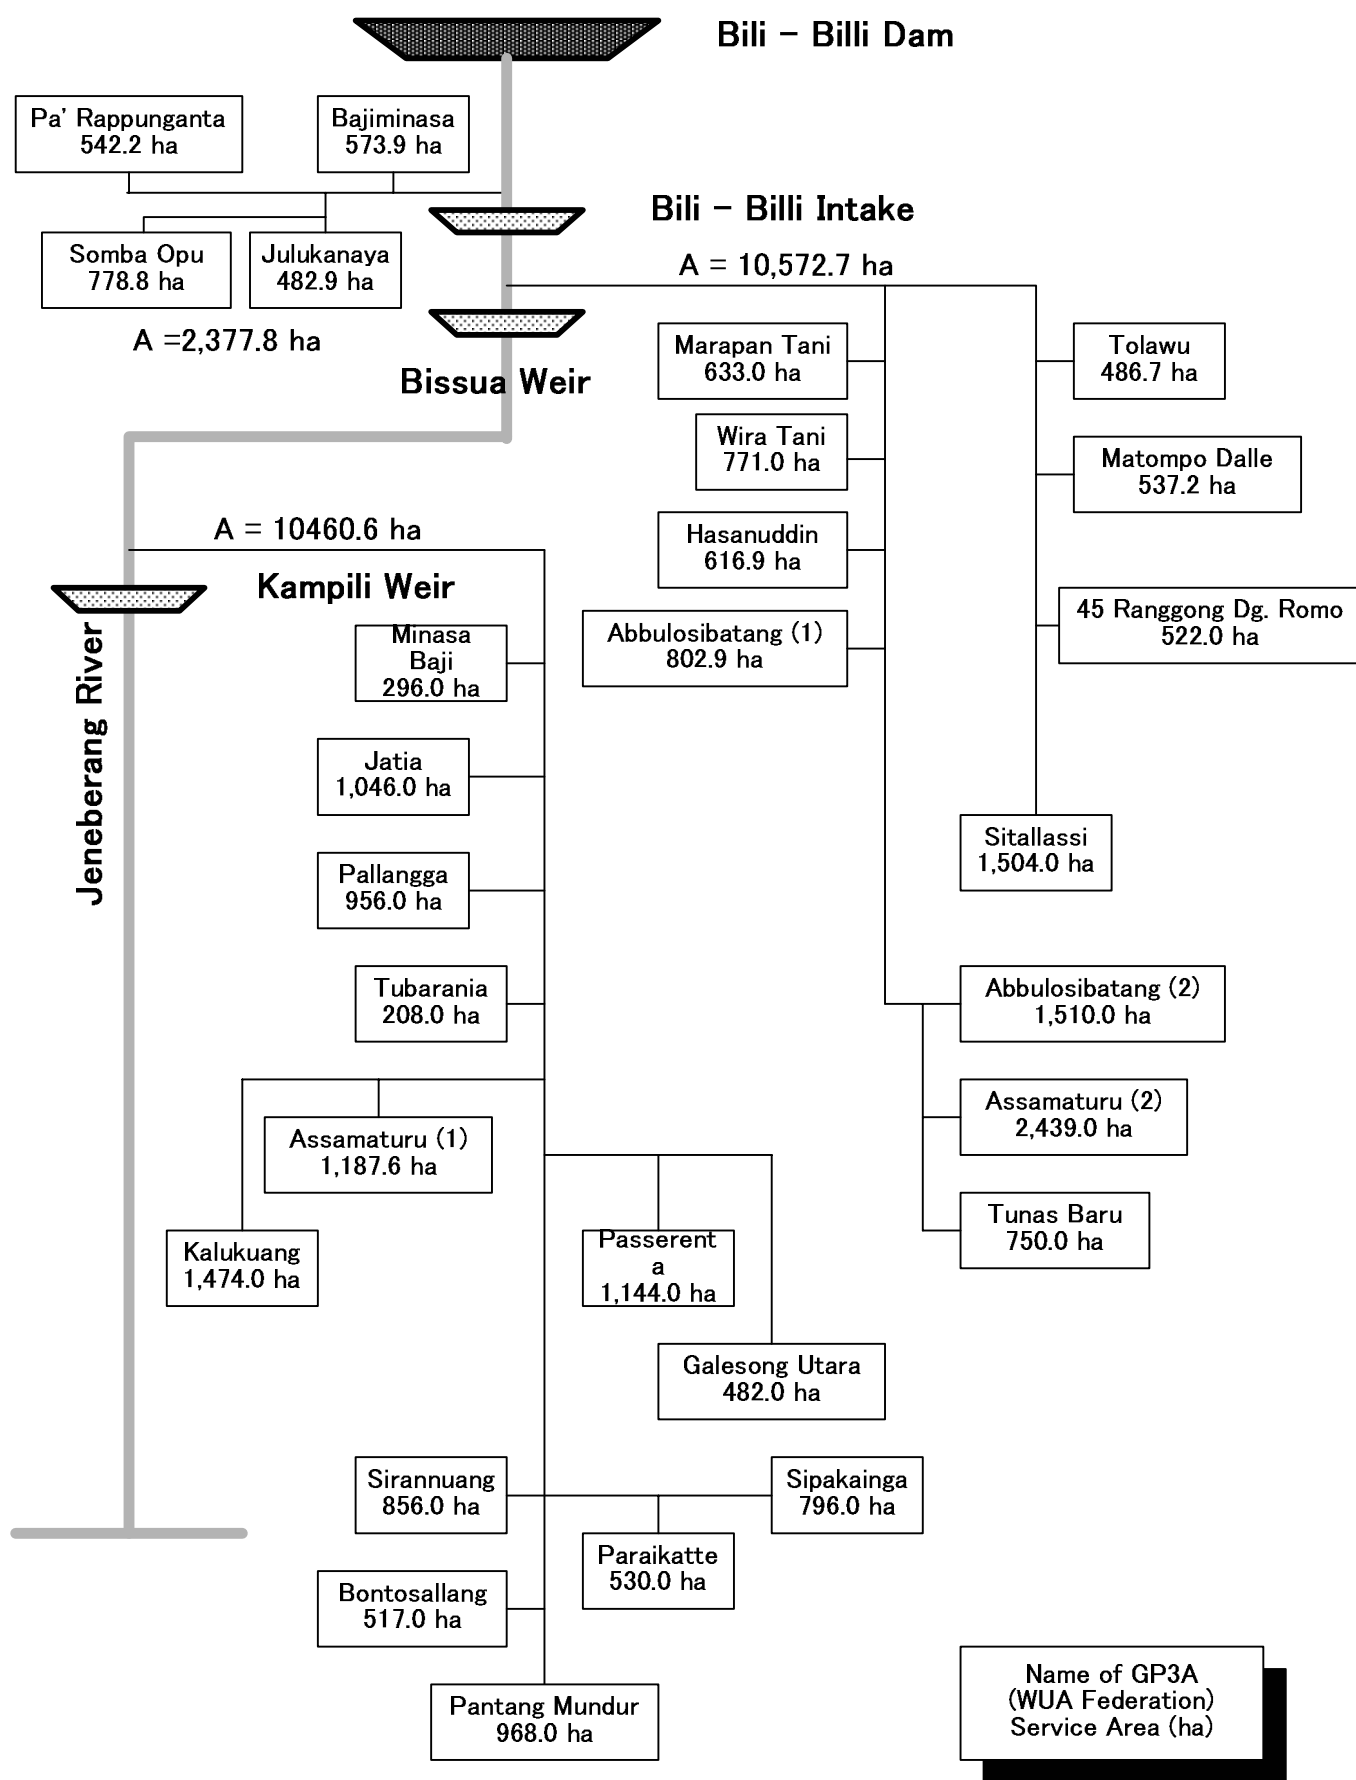 Bili - Billi Dam
Pa' Rappunganta
542.2 ha
Bajiminasa
573.9 ha
Bili - Billi Intake
Somba Opu
778.8 ha
Julukanaya
482.9 ha
A = 10,572.7 ha
A =2,377.8 ha
Bissua Weir
Marapan Tani
633.0 ha
Tolawu
486.7 ha
Wira Tani
771.0 ha
Matompo Dalle
537.2 ha
A = 10460.6 ha
Hasanuddin
616.9 ha
Kampili Weir
45 Ranggong Dg. Romo
522.0 ha
Abbulosibatang (1)
802.9 ha
Jeneberang River
Minasa
Baji
296.0 ha
Jatia
1,046.0 ha
Sitallassi
1,504.0 ha
Pallangga
956.0 ha
Tubarania
208.0 ha
Abbulosibatang (2)
1,510.0 ha
Assamaturu (1)
1,187.6 ha
Assamaturu (2)
2,439.0 ha
Kalukuang
1,474.0 ha
Passerent
a
1,144.0 ha
Tunas Baru
750.0 ha
Galesong Utara
482.0 ha
Sirannuang
856.0 ha
Sipakainga
796.0 ha
Paraikatte
530.0 ha
Bontosallang
517.0 ha
Pantang Mundur
968.0 ha
Name of GP3A
(WUA Federation)
Service Area (ha)